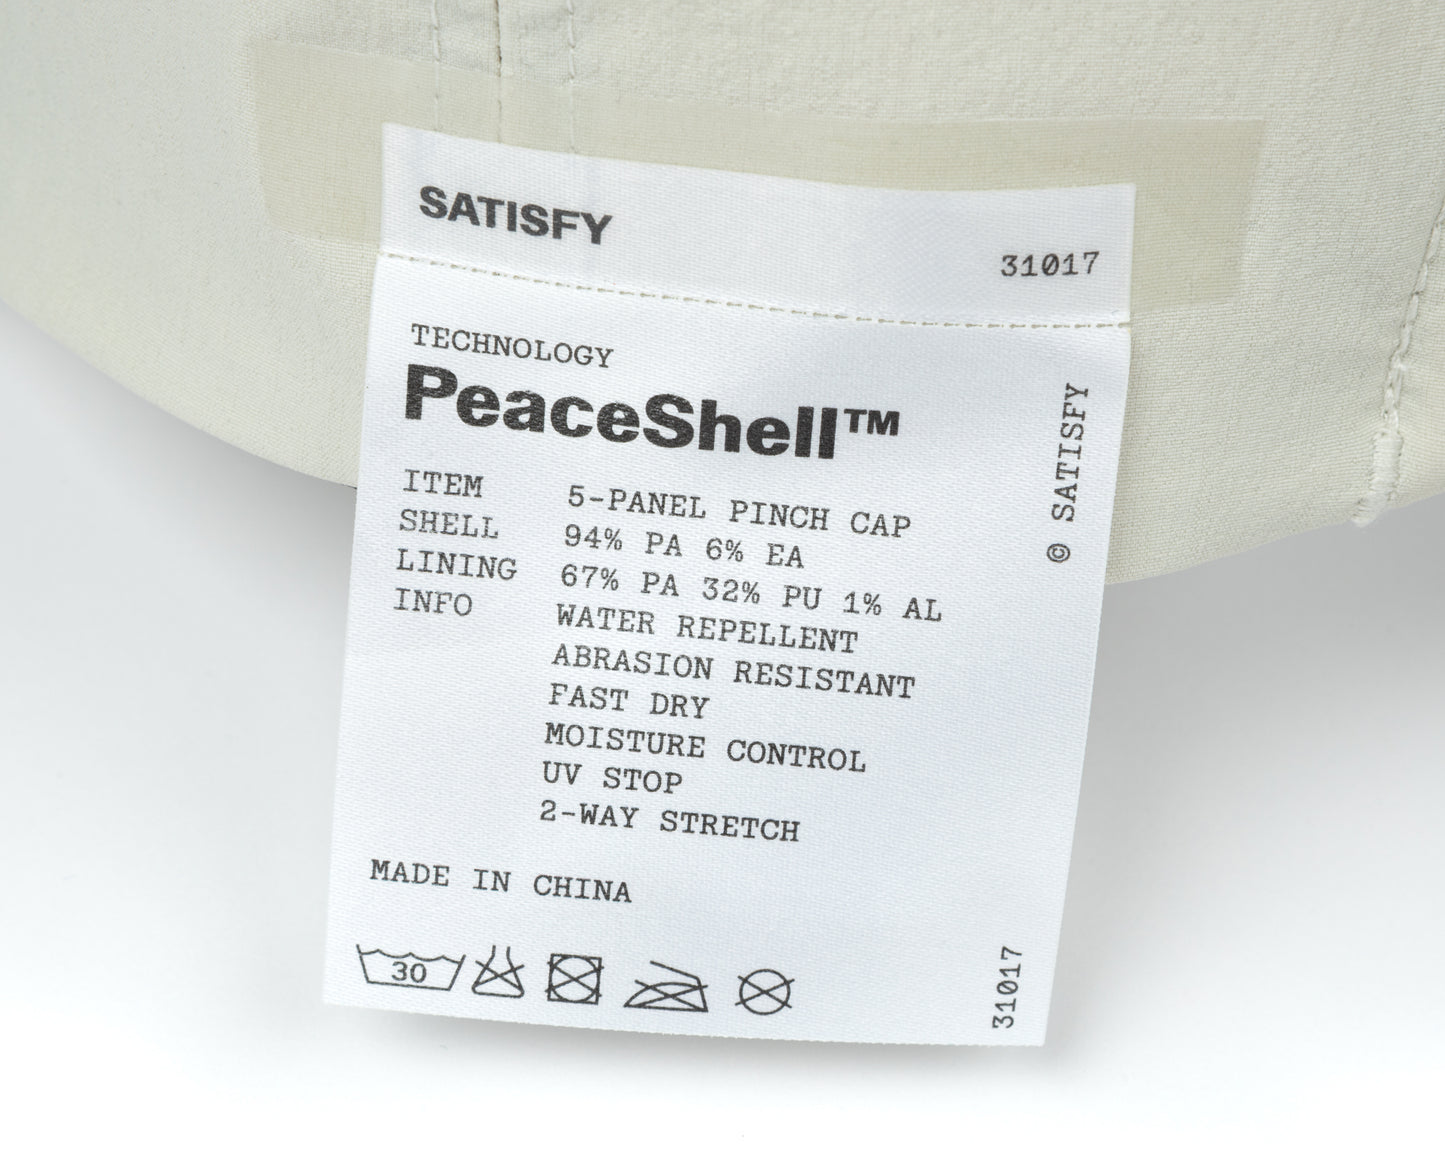 SATISFY
31017
TECHNOLOGY
PeaceShell™
ITEM 5-PANEL PINCH CAP
SHELL 94% PA 6% EA
LINING 67% PA 32% PU 1% AL
INFO WATER REPELLENT
ABRASION RESISTANT
FAST DRY
MOISTURE CONTROL
UV STOP
2-WAY STRETCH
© SATISFY
MADE IN CHINA
30
31017